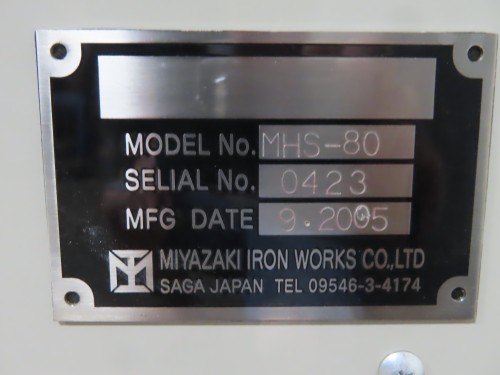 MODEL No. MHS-80
SELIAL No. 0423
MFG DATE 9.2005
MIYAZAKI IRON WORKS CO.,LTD
SAGA JAPAN TEL 09546-3-4174